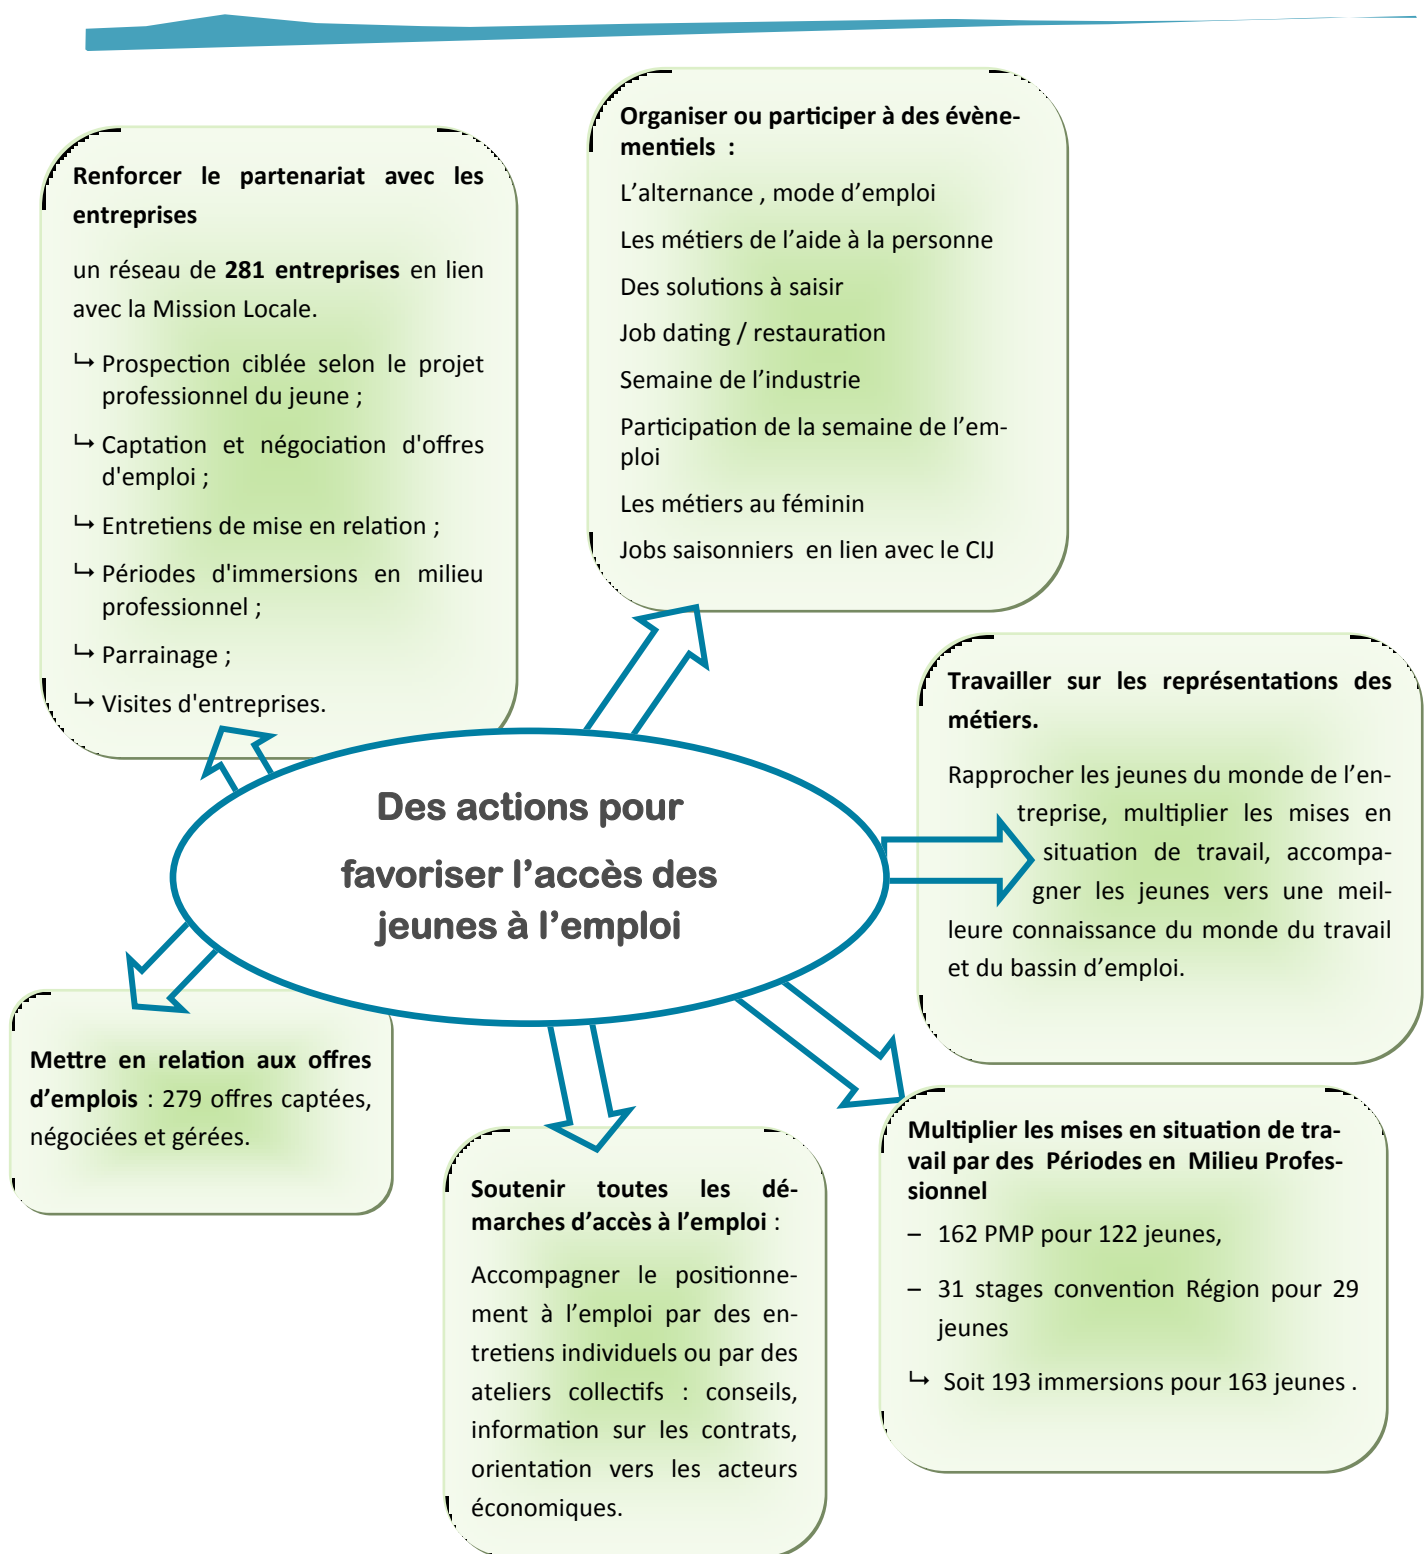 Renforcer le partenariat avec les
entreprises
un réseau de 281 entreprises en lien
avec la Mission Locale.
↳ Prospection ciblée selon le projet
professionnel du jeune ;
↳ Captation et négociation d'offres
d'emploi ;
↳ Entretiens de mise en relation ;
↳ Périodes d'immersions en milieu
professionnel ;
↳ Parrainage ;
↳ Visites d'entreprises.
Organiser ou participer à des évène-
mentiels :
L’alternance , mode d’emploi
Les métiers de l’aide à la personne
Des solutions à saisir
Job dating / restauration
Semaine de l’industrie
Participation de la semaine de l’em-
ploi
Les métiers au féminin
Jobs saisonniers en lien avec le CIJ
Travailler sur les représentations des
métiers.
Rapprocher les jeunes du monde de l’en-
treprise, multiplier les mises en
situation de travail, accompa-
gner les jeunes vers une meil-
leure connaissance du monde du travail
et du bassin d’emploi.
Des actions pour
favoriser l’accès des
jeunes à l’emploi
Mettre en relation aux offres
d’emplois : 279 offres captées,
négociées et gérées.
Soutenir toutes les dé-
marches d’accès à l’emploi :
Accompagner le positionne-
ment à l’emploi par des en-
tretiens individuels ou par des
ateliers collectifs : conseils,
information sur les contrats,
orientation vers les acteurs
économiques.
Multiplier les mises en situation de tra-
vail par des Périodes en Milieu Profes-
sionnel
– 162 PMP pour 122 jeunes,
– 31 stages convention Région pour 29
jeunes
↳ Soit 193 immersions pour 163 jeunes .